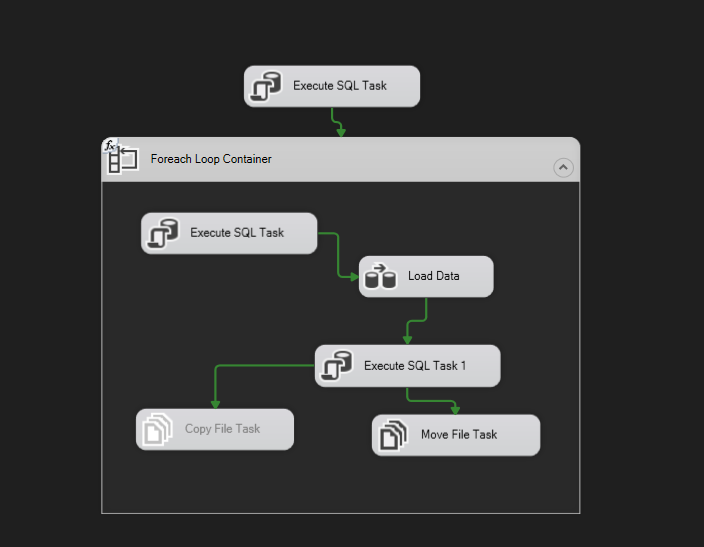 Execute SQL Task
fx
Foreach Loop Container
Execute SQL Task
Load Data
Execute SQL Task 1
Copy File Task
Move File Task